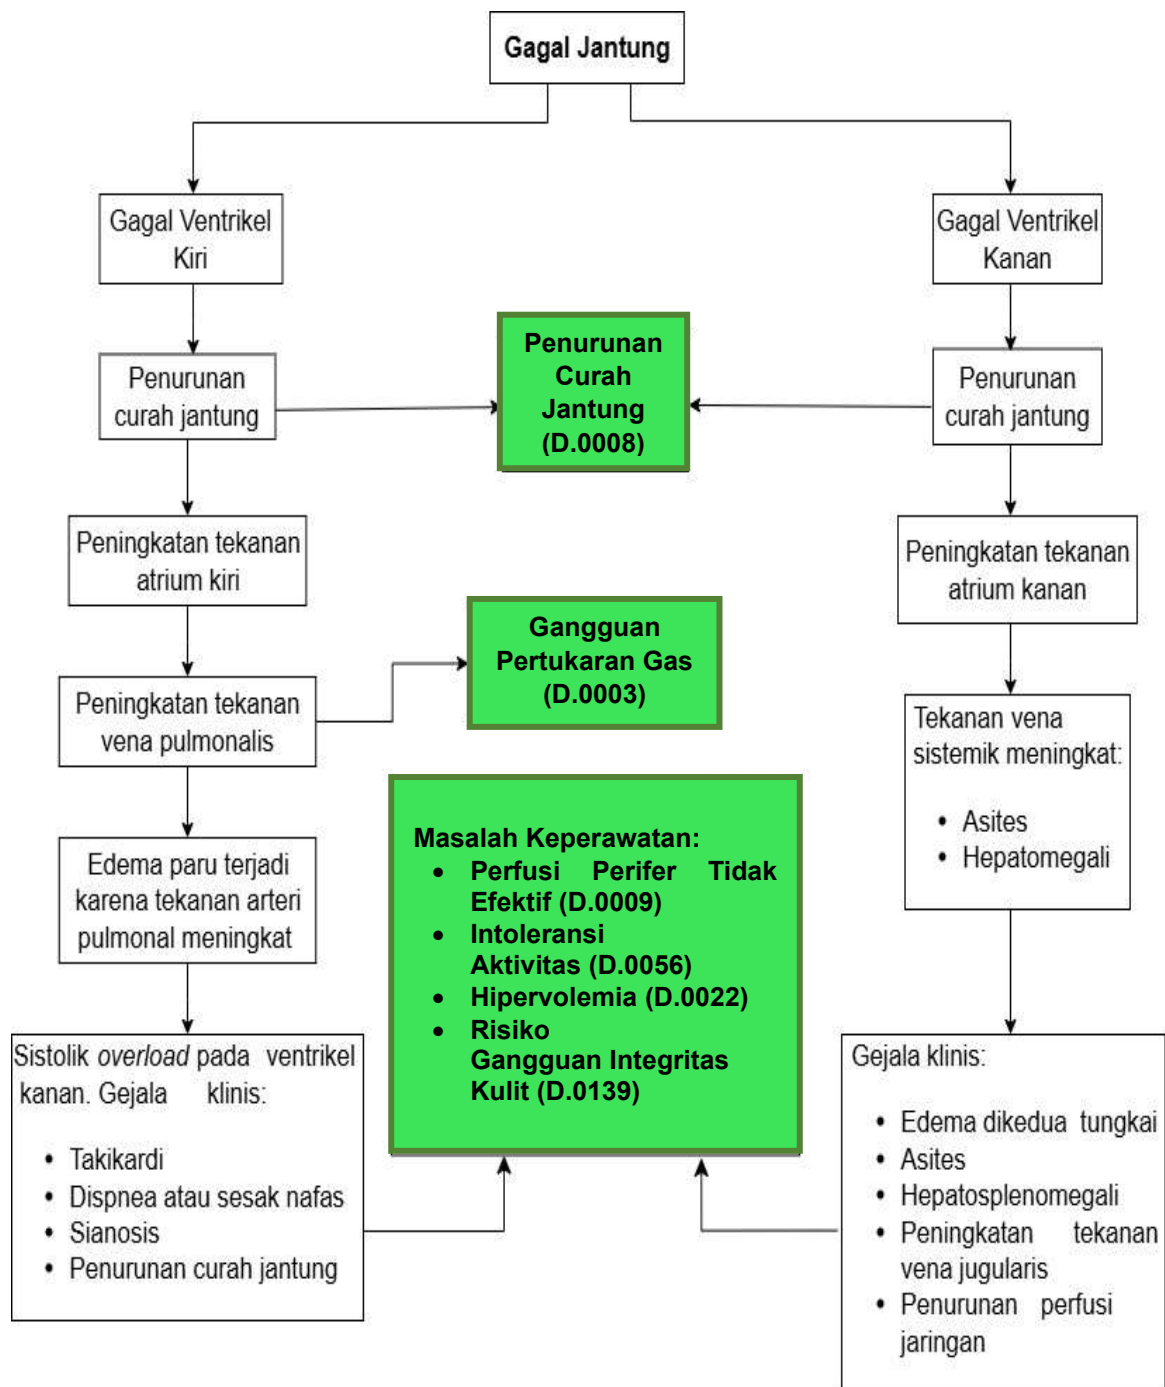 Gagal Jantung
Gagal Ventrikel
Kiri
Gagal Ventrikel
Kanan
Penurunan
curah jantung
Penurunan
Curah
Jantung
(D.0008)
Penurunan
curah jantung
Peningkatan tekanan
atrium kiri
Peningkatan tekanan
atrium kanan
Gangguan
Pertukaran Gas
(D.0003)
Peningkatan tekanan
vena pulmonalis
Tekanan vena
sistemik meningkat:
• Asites
• Hepatomegali
Edema paru terjadi
karena tekanan arteri
pulmonal meningkat
Masalah Keperawatan:
• Perfusi Perifer Tidak
Efektif (D.0009)
• Intoleransi
Aktivitas (D.0056)
• Hipervolemia (D.0022)
• Risiko
Gangguan Integritas
Kulit (D.0139)
Sistolik overload pada ventrikel
kanan. Gejala klinis:
• Takikardi
• Dispnea atau sesak nafas
• Sianosis
• Penurunan curah jantung
Gejala klinis:
• Edema dikedua tungkai
• Asites
• Hepatosplenomegali
• Peningkatan tekanan
vena jugularis
• Penurunan perfusi
jaringan